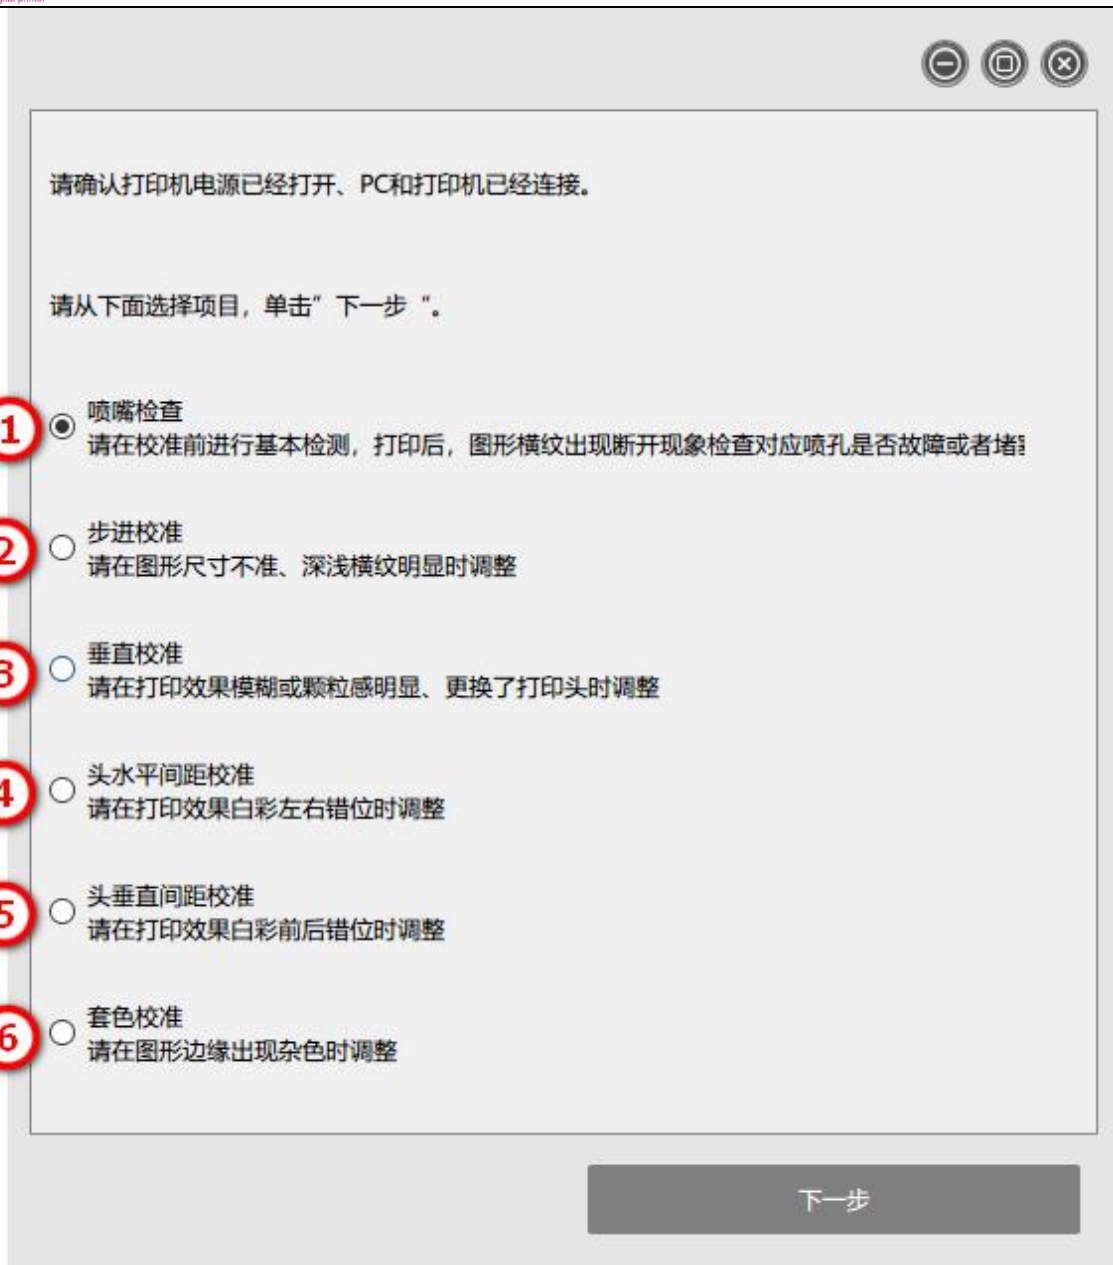 printer
请确认打印机电源已经打开、PC和打印机已经连接。
请从下面选择项目，单击”下一步“。
1
喷嘴检查
请在校准前进行基本检测，打印后，图形横纹出现断开现象检查对应喷孔是否故障或者堵
2
步进校准
请在图形尺寸不准、深浅横纹明显时调整
3
垂直校准
请在打印效果模糊或颗粒感明显、更换了打印头时调整
4
头水平间距校准
请在打印效果白彩左右错位时调整
5
头垂直间距校准
请在打印效果白彩前后错位时调整
6
套色校准
请在图形边缘出现杂色时调整
下一步